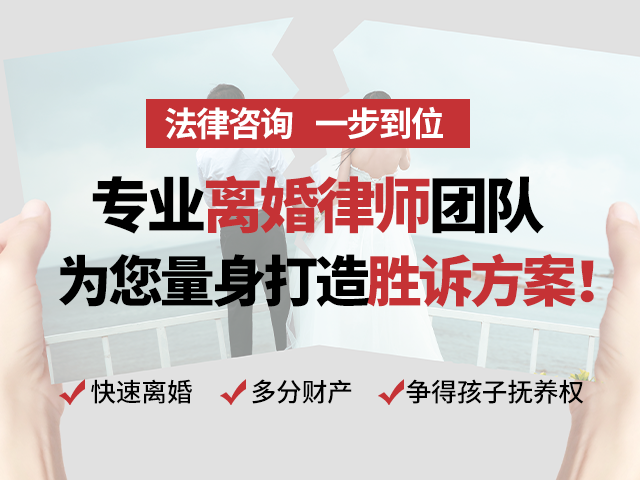 法律咨询 一步到位
专业离婚律师团队
为您量身打造胜诉方案!
快速离婚 多分财产 争得孩子抚养权